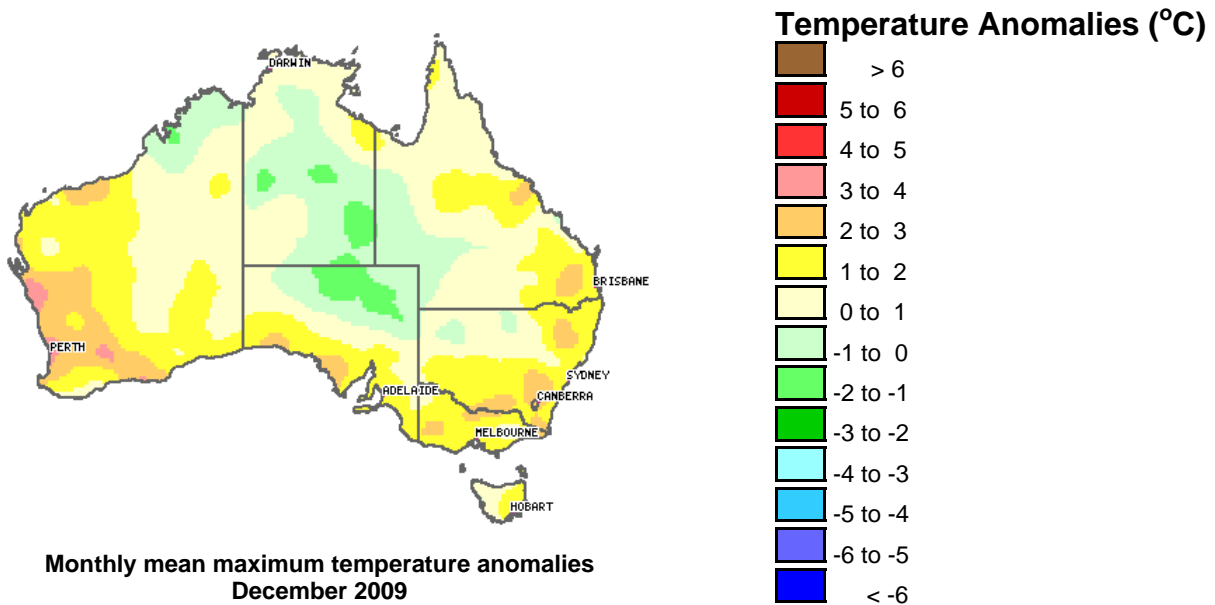 Temperature Anomalies (°C)
> 6
5 to 6
4 to 5
3 to 4
2 to 3
1 to 2
0 to 1
-1 to 0
-2 to -1
-3 to -2
-4 to -3
-5 to -4
-6 to -5
< -6
DARWIN
BRISBANE
PERTH
SYDNEY
ADELAIDE
CANBERRA
MELBOURNE
HOBART
Monthly mean maximum temperature anomalies
December 2009